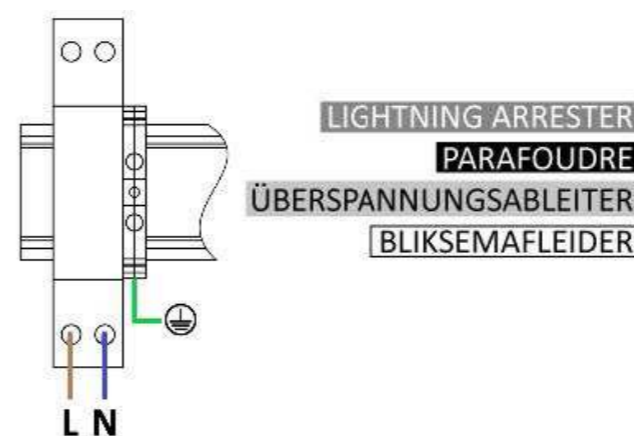 LIGHTNING ARRESTER
PARAFOUDRE
ÜBERSPANNUNGSABLEITER
BLIKSEMAFLEIDER
L N